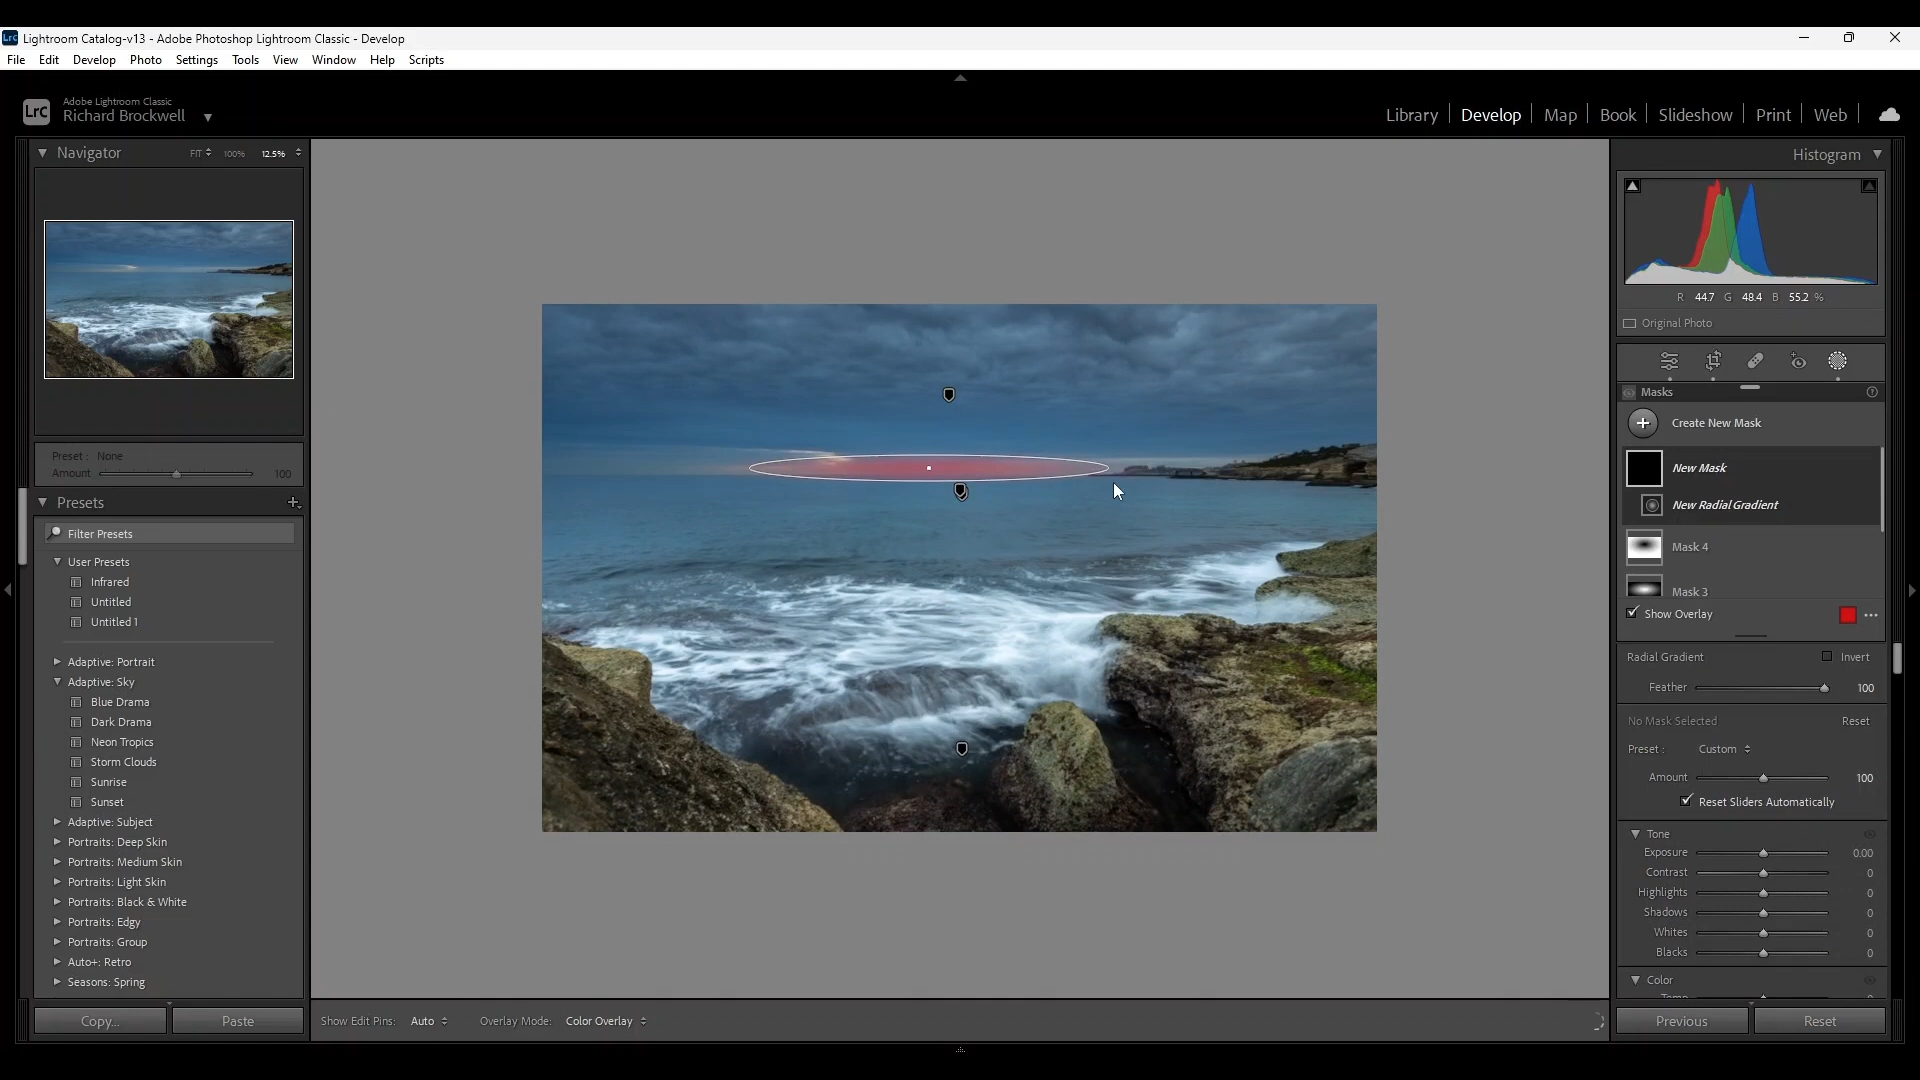 Lrc Lightroom Catalog-v13 - Adobe Photoshop Lightroom Classic - Develop
File Edit Develop Photo Settings Tools View Window Help Scripts
LrC Adobe Lightroom Classic
Richard Brockwell
Library Develop Map Book Slideshow Print Web
Navigator FIT 100% 12.5%
Preset : None
Amount 100
Presets
Filter Presets
User Presets
Infrared
Untitled
Untitled 1
Adaptive: Portrait
Adaptive: Sky
Blue Drama
Dark Drama
Neon Tropics
Storm Clouds
Sunrise
Sunset
Adaptive: Subject
Portraits: Deep Skin
Portraits: Medium Skin
Portraits: Light Skin
Portraits: Black & White
Portraits: Edgy
Portraits: Group
Auto+: Retro
Seasons: Spring
Copy... Paste
Show Edit Pins: Auto Overlay Mode: Color Overlay
Histogram
R 44.7 G 48.4 B 55.2 %
Original Photo
Masks
Create New Mask
New Mask
New Radial Gradient
Mask 4
Mask 3
Show Overlay
Radial Gradient Invert
Feather 100
No Mask Selected Reset
Preset : Custom
Amount 100
Reset Sliders Automatically
Tone
Exposure 0.00
Contrast 0
Highlights 0
Shadows 0
Whites 0
Blacks 0
Color
Temp 0
Previous Reset